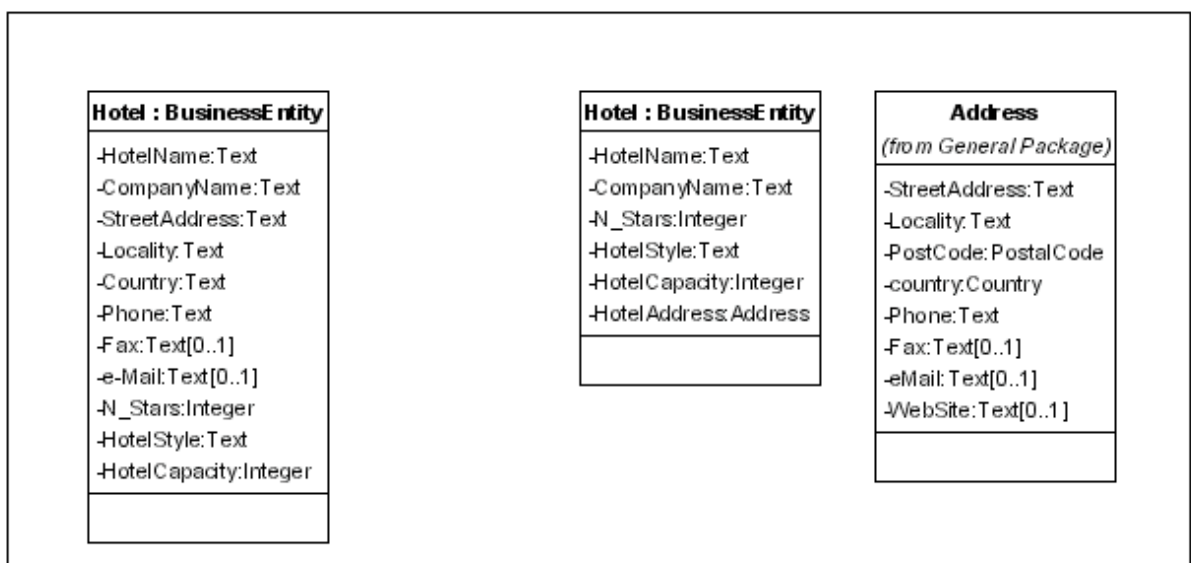 Hotel : BusinessEntity
-HotelName:Text
-CompanyName:Text
-StreetAddress:Text
-Locality:Text
-Country:Text
-Phone:Text
-Fax:Text[0..1]
-e-Mail:Text[0..1]
-N_Stars:Integer
-HotelStyle:Text
-HotelCapacity:Integer
Hotel : BusinessEntity
-HotelName:Text
-CompanyName:Text
-N_Stars:Integer
-HotelStyle:Text
-HotelCapacity:Integer
-HotelAddress:Address
Address
(from General Package)
-StreetAddress:Text
-Locality:Text
-PostCode:PostalCode
-country:Country
-Phone:Text
-Fax:Text[0..1]
-eMail:Text[0..1]
-WebSite:Text[0..1]